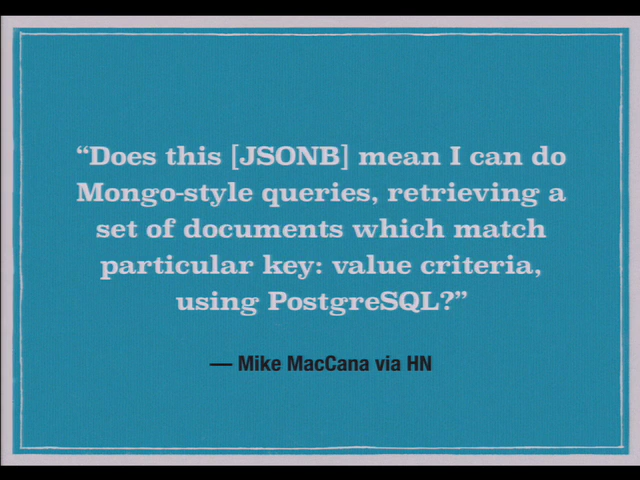 “Does this [JSONB] mean I can do
Mongo-style queries, retrieving a
set of documents which match
particular key: value criteria,
using PostgreSQL?”
— Mike MacCana via HN